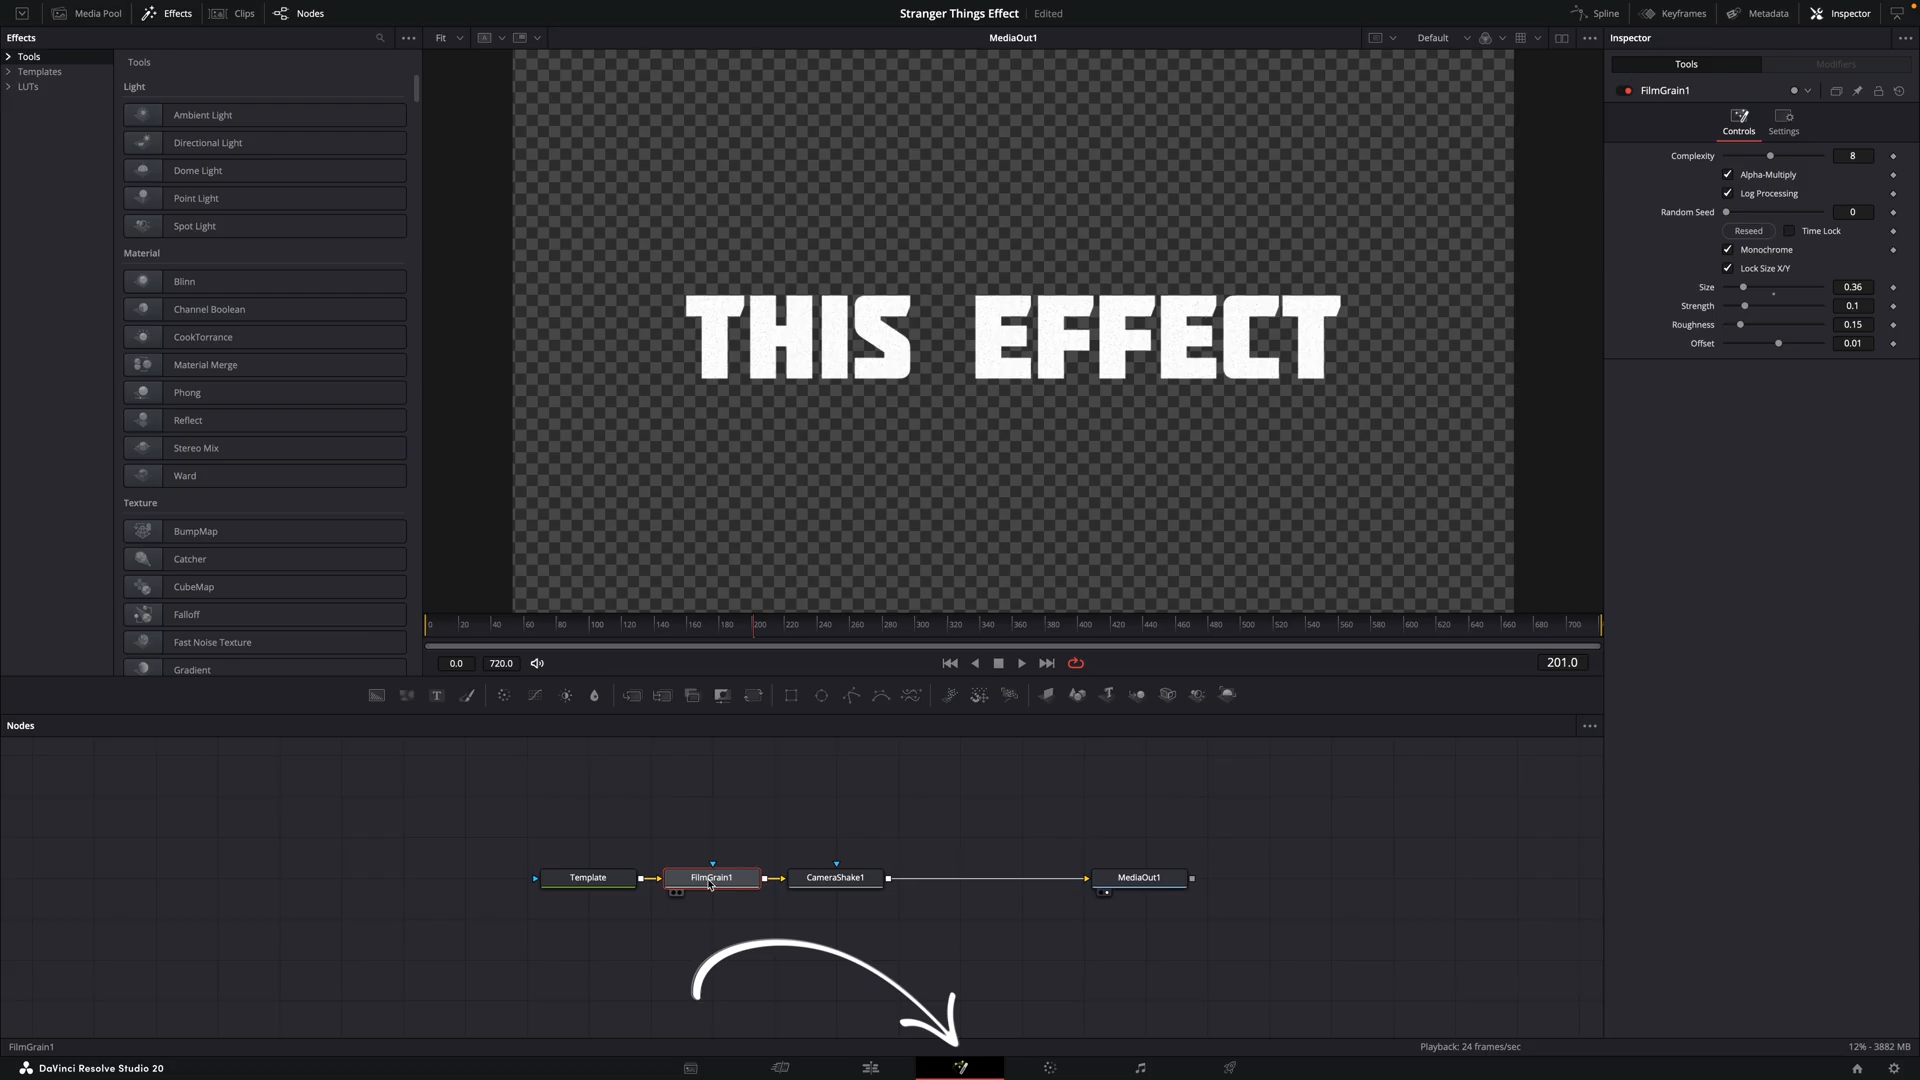 Media Pool
Effects
Clips
Nodes
Stranger Things Effect
Edited
Spline
Keyframes
Metadata
Inspector
Effects
Fit
MediaOut1
Default
Inspector
Tools
Templates
LUTs
Tools
Light
Ambient Light
Directional Light
Dome Light
Point Light
Spot Light
Material
Blinn
Channel Boolean
CookTorrance
Material Merge
Phong
Reflect
Stereo Mix
Ward
Texture
BumpMap
Catcher
CubeMap
Falloff
Fast Noise Texture
Gradient
THIS EFFECT
Tools
Modifiers
FilmGrain1
Controls
Settings
Complexity 8
Alpha-Multiply
Log Processing
Random Seed 0
Reseed Time Lock
Monochrome
Lock Size X/Y
Size 0.36
Strength 0.1
Roughness 0.15
Offset 0.01
0 20 40 60 80 100 120 140 160 180 200 220 240 260 280 300 320 340 360 380 400 420 440 460 480 500 520 540 560 580 600 620 640 660 680 700
0.0 720.0 201.0
T
Nodes
Template
FilmGrain1
CameraShake1
MediaOut1
FilmGrain1
Playback: 24 frames/sec
12% - 3882 MB
DaVinci Resolve Studio 20